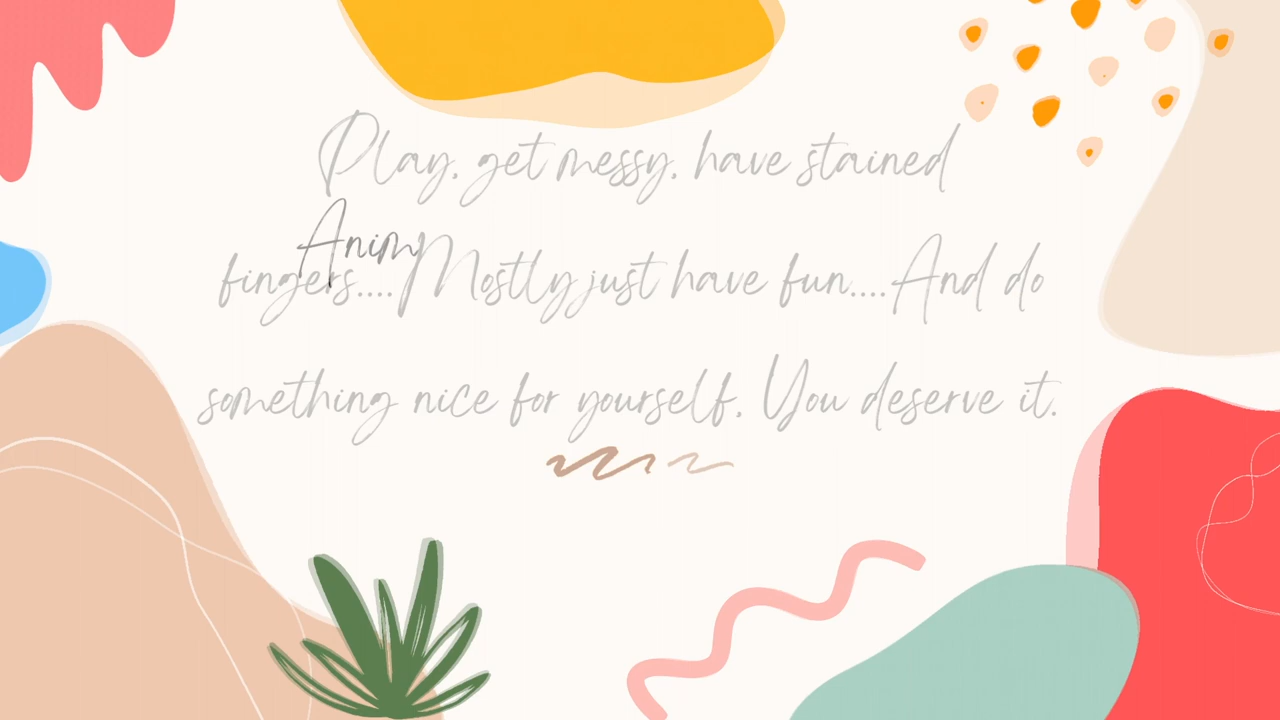 Play, get messy, have stained
Anim
fingers....Mostly just have fun....And do
something nice for yourself. You deserve it.